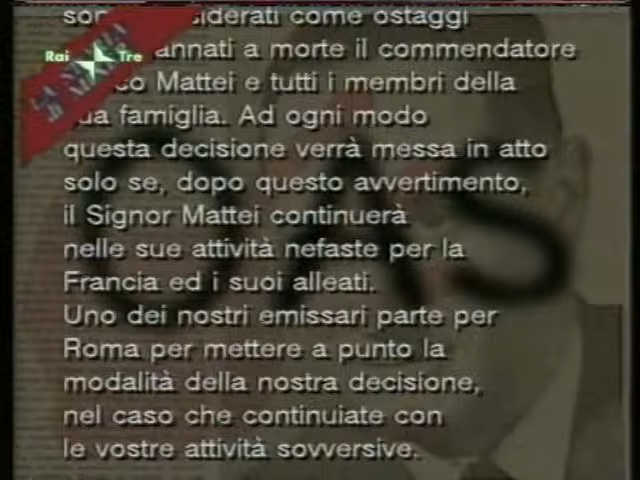 Rai Tre
come ostaggi
a morte il commendatore
Mattei e tutti i membri della
famiglia. Ad ogni modo
questa decisione verrà messa in atto
solo se, dopo questo avvertimento,
il Signor Mattei continuerà
nelle sue attività nefaste per la
Francia ed i suoi alleati.
Uno dei nostri emissari parte per
Roma per mettere a punto la
modalità della nostra decisione,
nel caso che continuiate con
le vostre attività sovversive.
OAS